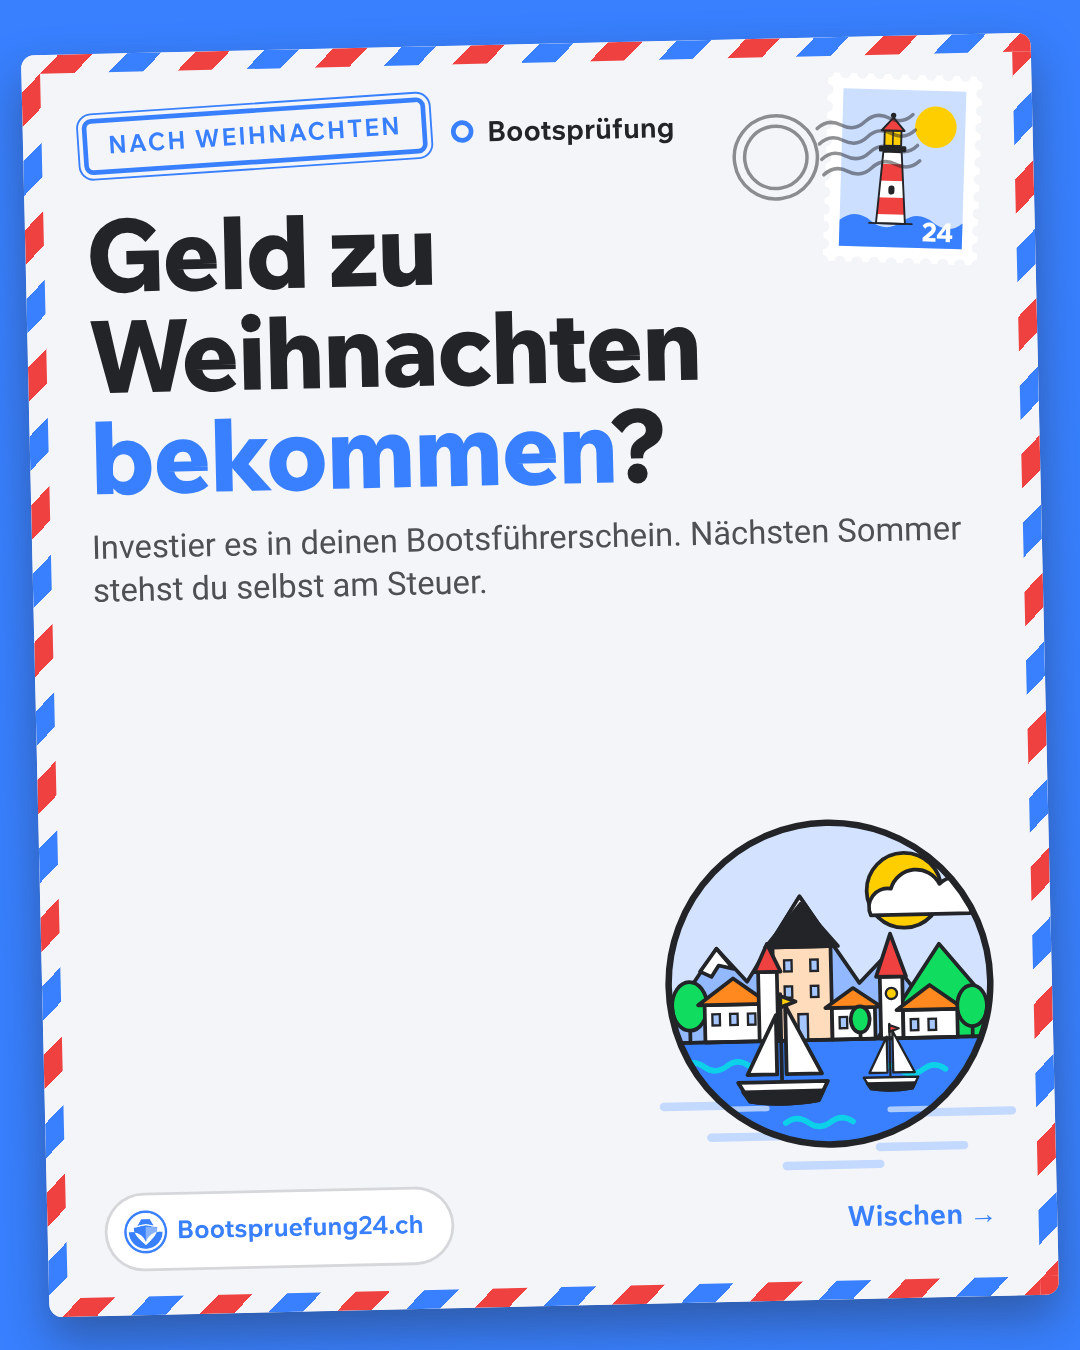 NACH WEIHNACHTEN
Bootsprüfung
24
Geld zu
Weihnachten
bekommen?
Investier es in deinen Bootsführerschein. Nächsten Sommer
stehst du selbst am Steuer.
Bootspruefung24.ch
Wischen →